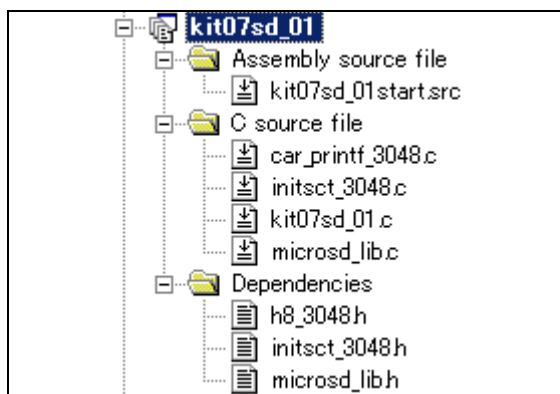 kit07sd_01
Assembly source file
kit07sd_01start.src
C source file
car_printf_3048.c
initsct_3048.c
kit07sd_01.c
microsd_lib.c
Dependencies
h8_3048.h
initsct_3048.h
microsd_lib.h